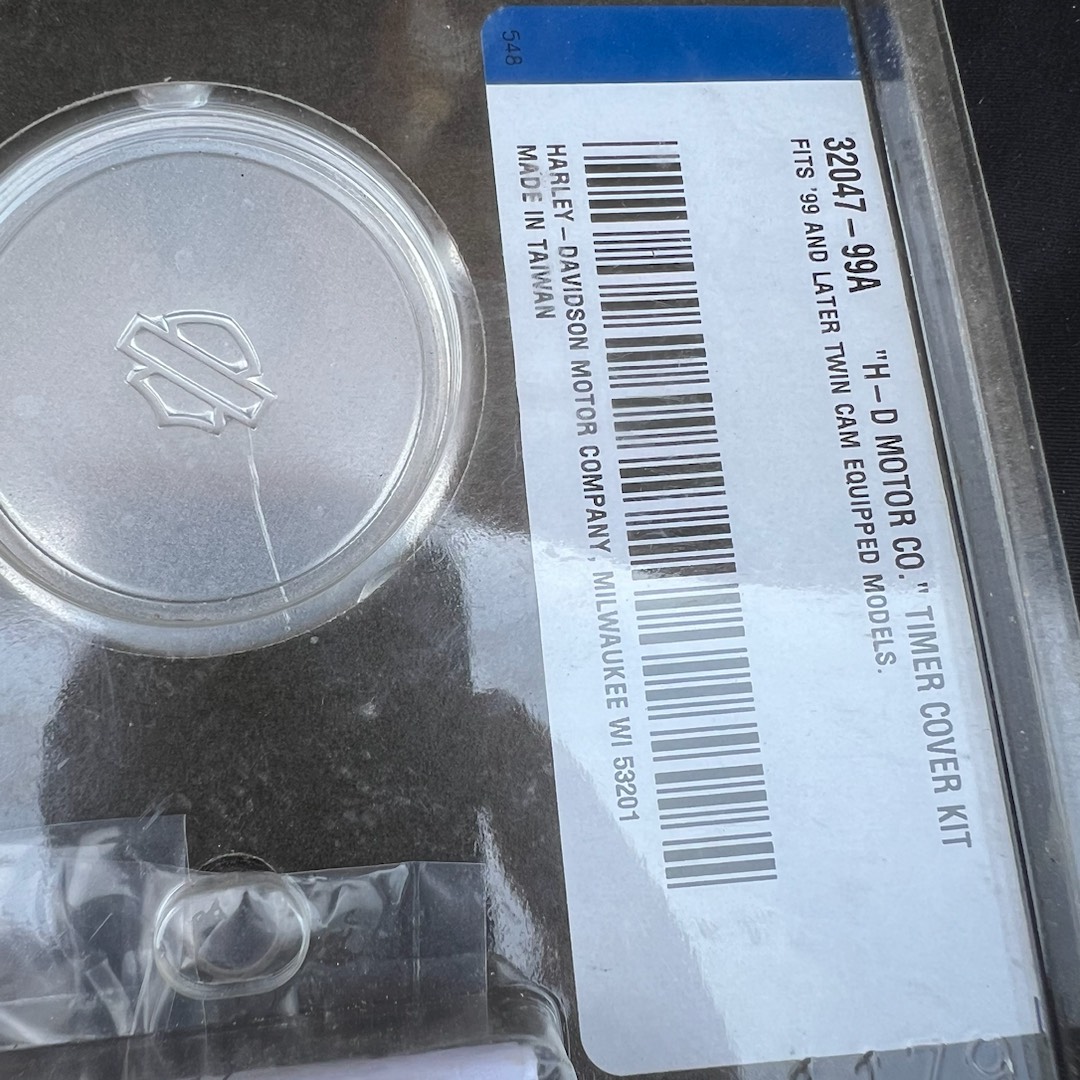 548
32047-99A "H-D MOTOR CO." TIMER COVER KIT
FITS '99 AND LATER TWIN CAM EQUIPPED MODELS.
HARLEY-DAVIDSON MOTOR COMPANY, MILWAUKEE WI 53201
MADE IN TAIWAN